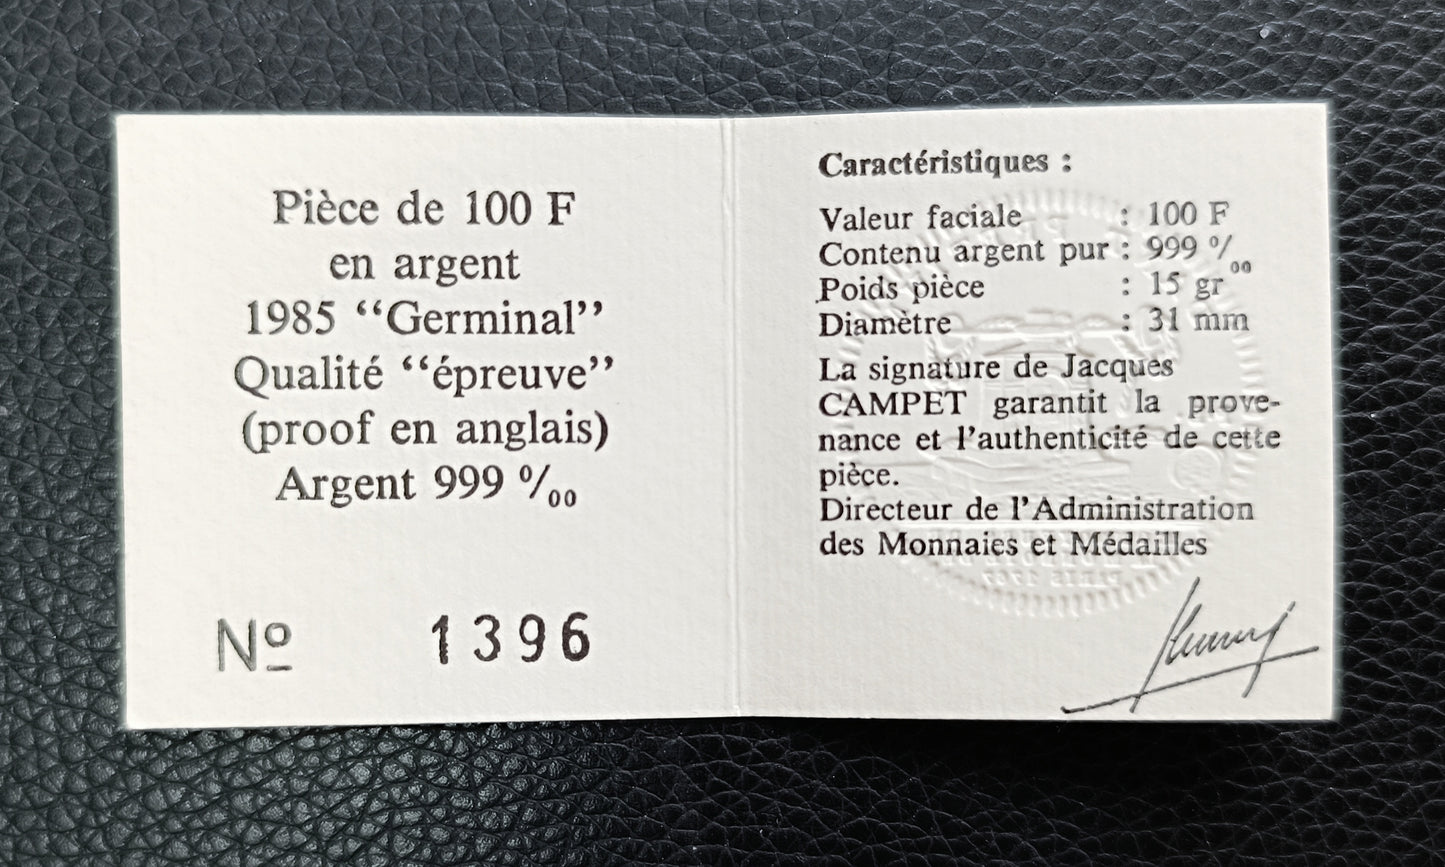 Pièce de 100 F
en argent
1985 “Germinal”
Qualité “épreuve”
(proof en anglais)
Argent 999 ‰
Nº 1396
Caractéristiques :
Valeur faciale : 100 F
Contenu argent pur : 999 ‰
Poids pièce : 15 gr
Diamètre : 31 mm
La signature de Jacques
CAMPET garantit la prove-
nance et l’authenticité de cette
pièce.
Directeur de l’Administration
des Monnaies et Médailles